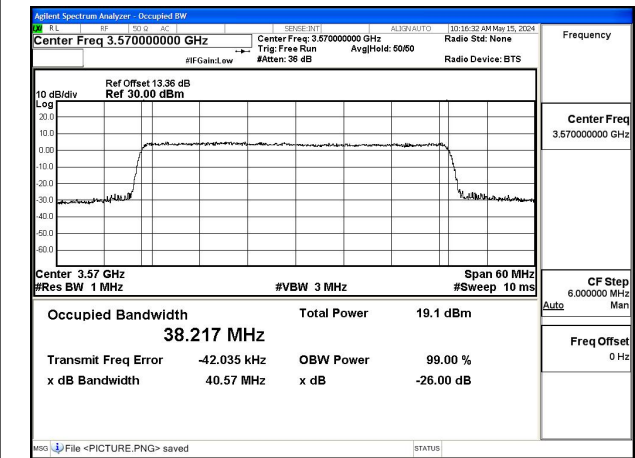 Agilent Spectrum Analyzer - Occupied BW
RL RF 50 Ω AC SENSE:INT ALIGN AUTO 10:16:32 AM May 15, 2024
Center Freq 3.570000000 GHz
Center Freq: 3.570000000 GHz
Radio Std: None
Trig: Free Run Avg|Hold: 50/50
#IFGain:Low #Atten: 36 dB Radio Device: BTS
Frequency
Ref Offset 13.36 dB
10 dB/div Ref 30.00 dBm
Log
20.0
10.0
0.00
-10.0
-20.0
-30.0
-40.0
-50.0
-60.0
Center 3.57 GHz Span 60 MHz
#Res BW 1 MHz #VBW 3 MHz #Sweep 10 ms
Occupied Bandwidth Total Power 19.1 dBm
38.217 MHz
Transmit Freq Error -42.035 kHz OBW Power 99.00 %
x dB Bandwidth 40.57 MHz x dB -26.00 dB
Center Freq
3.570000000 GHz
CF Step
6.000000 MHz
Auto Man
Freq Offset
0 Hz
MSG File <PICTURE.PNG> saved STATUS